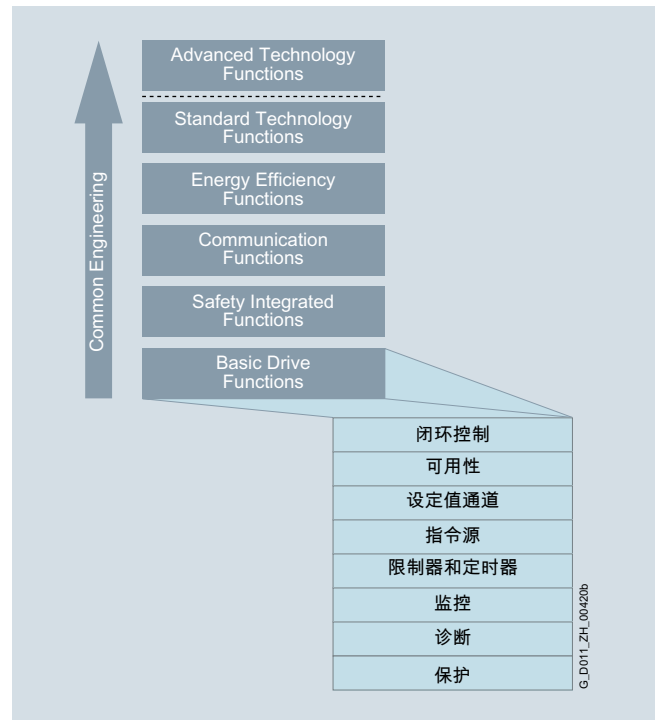 Advanced Technology
Functions
Standard Technology
Functions
Energy Efficiency
Functions
Communication
Functions
Safety Integrated
Functions
Basic Drive
Functions
Common Engineering
闭环控制
可用性
设定值通道
指令源
限制器和定时器
监控
诊断
保护
G_D011_ZH_00420b